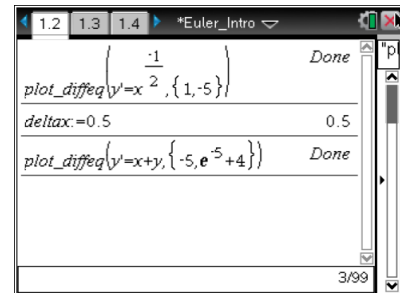 1.2 1.3 1.4 *Euler_Intro
plot_diffeq(y'=x^(-1/2),{1,-5}) Done
deltax:=0.5 0.5
plot_diffeq(y'=x+y,{-5,e^-5+4}) Done
3/99
"pl